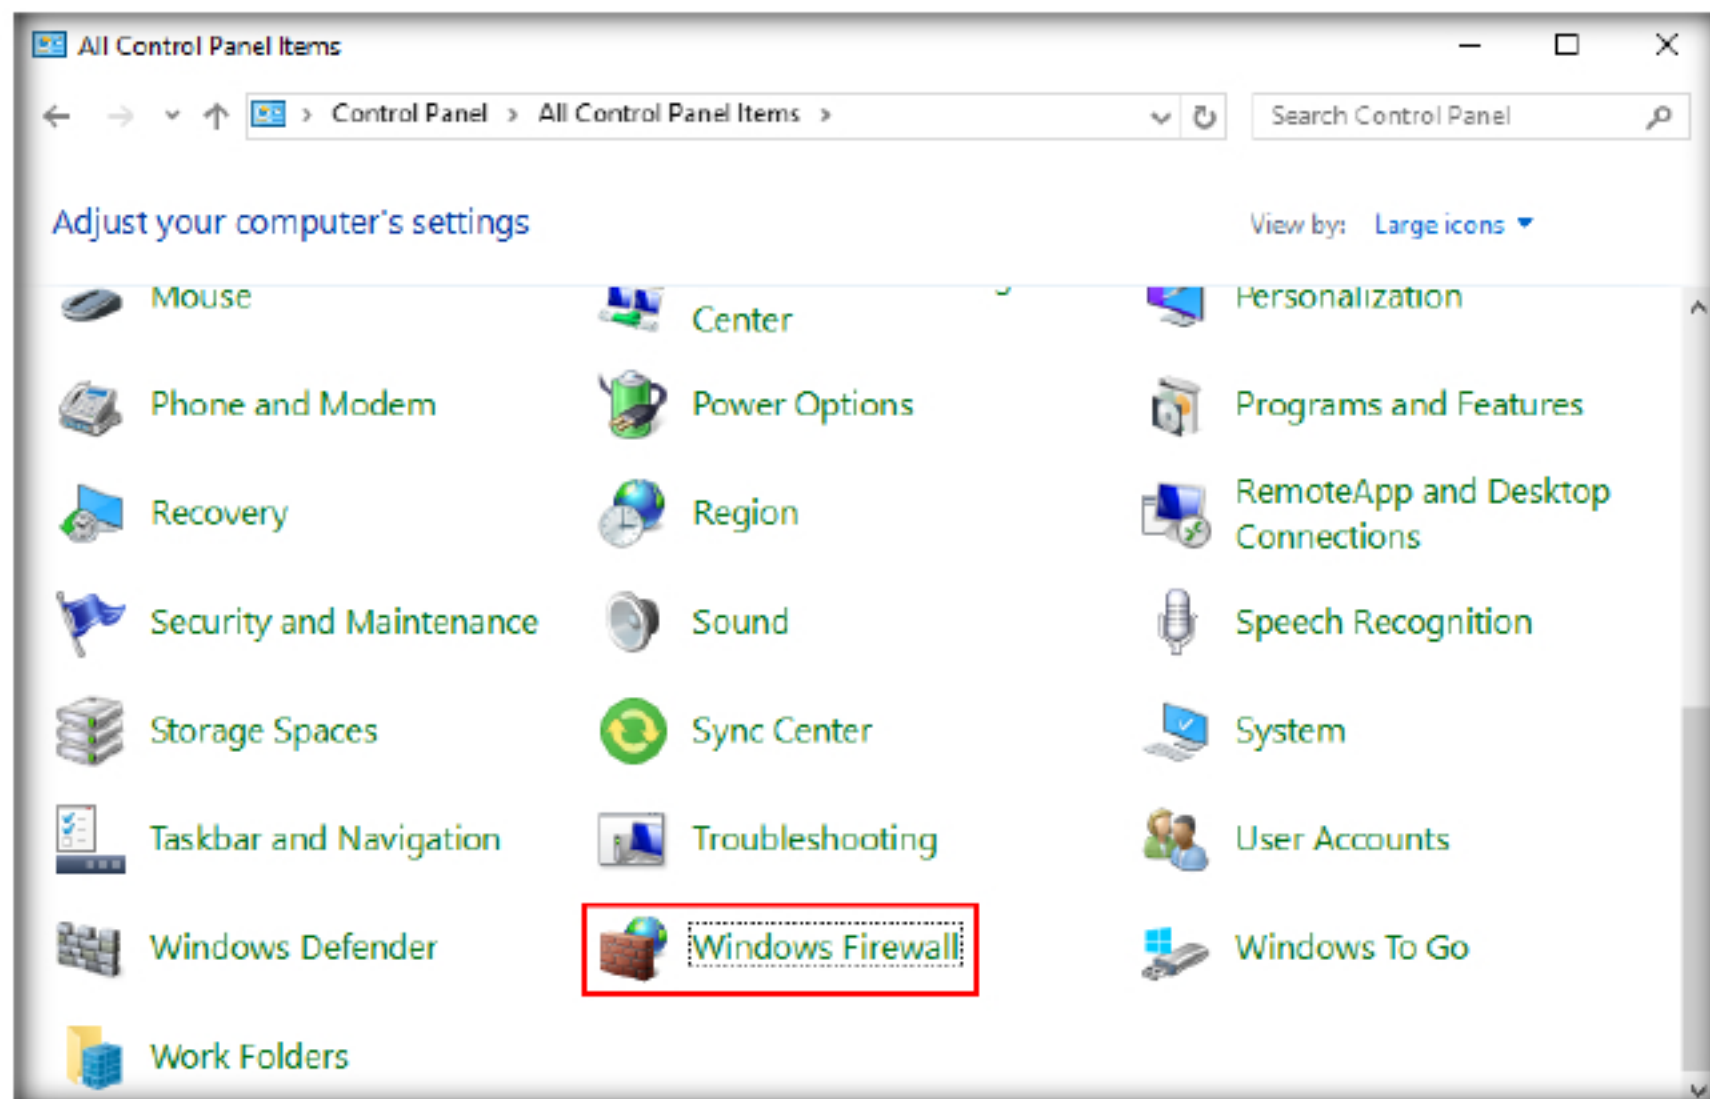 All Control Panel Items
Control Panel > All Control Panel Items >
Search Control Panel
Adjust your computer's settings
View by: Large icons
Mouse
Center
Personalization
Phone and Modem
Power Options
Programs and Features
Recovery
Region
RemoteApp and Desktop
Connections
Security and Maintenance
Sound
Speech Recognition
Storage Spaces
Sync Center
System
Taskbar and Navigation
Troubleshooting
User Accounts
Windows Defender
Windows Firewall
Windows To Go
Work Folders